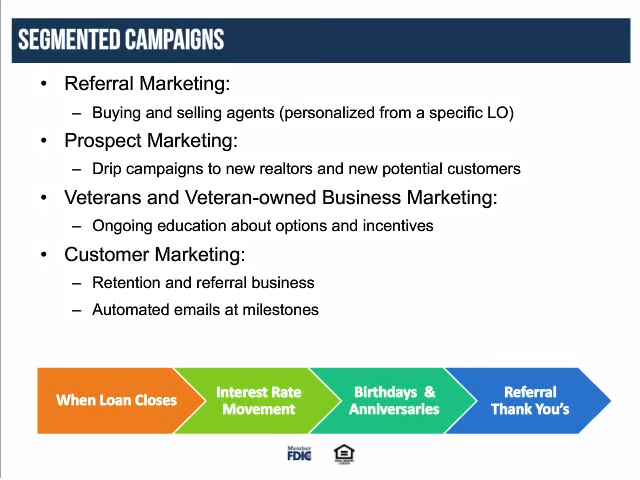 SEGMENTED CAMPAIGNS
• Referral Marketing:
– Buying and selling agents (personalized from a specific LO)
• Prospect Marketing:
– Drip campaigns to new realtors and new potential customers
• Veterans and Veteran-owned Business Marketing:
– Ongoing education about options and incentives
• Customer Marketing:
– Retention and referral business
– Automated emails at milestones
When Loan Closes
Interest Rate
Movement
Birthdays &
Anniversaries
Referral
Thank You's
Member
FDIC